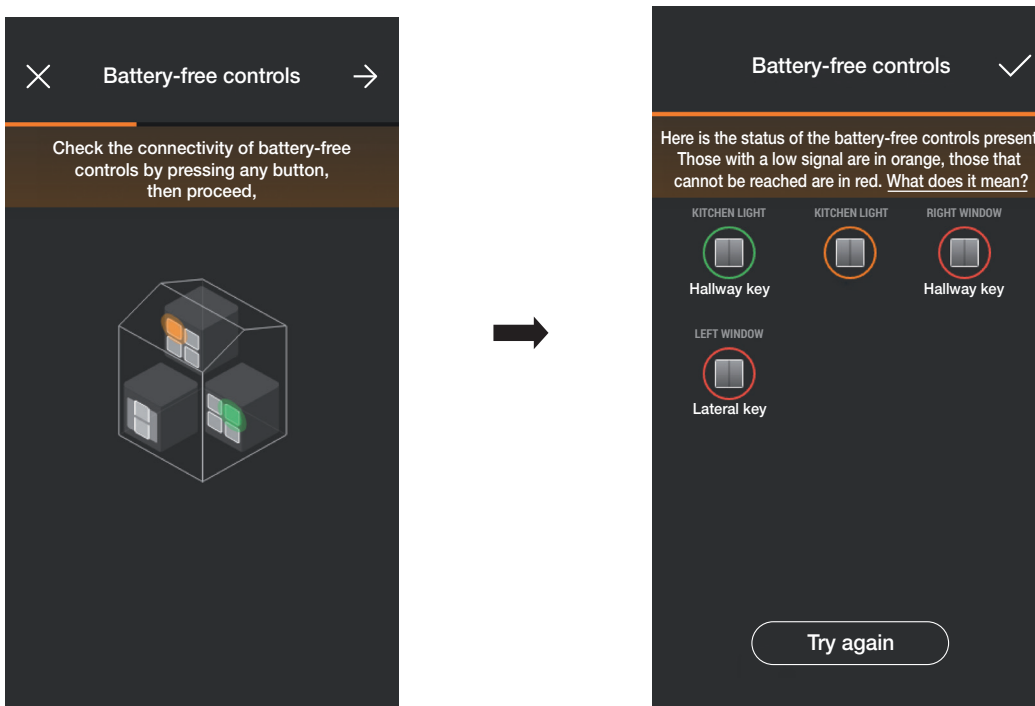 Battery-free controls
Check the connectivity of battery-free
controls by pressing any button,
then proceed,
Battery-free controls
Here is the status of the battery-free controls present
Those with a low signal are in orange, those that
cannot be reached are in red. What does it mean?
KITCHEN LIGHT
KITCHEN LIGHT
RIGHT WINDOW
Hallway key
Hallway key
LEFT WINDOW
Lateral key
Try again